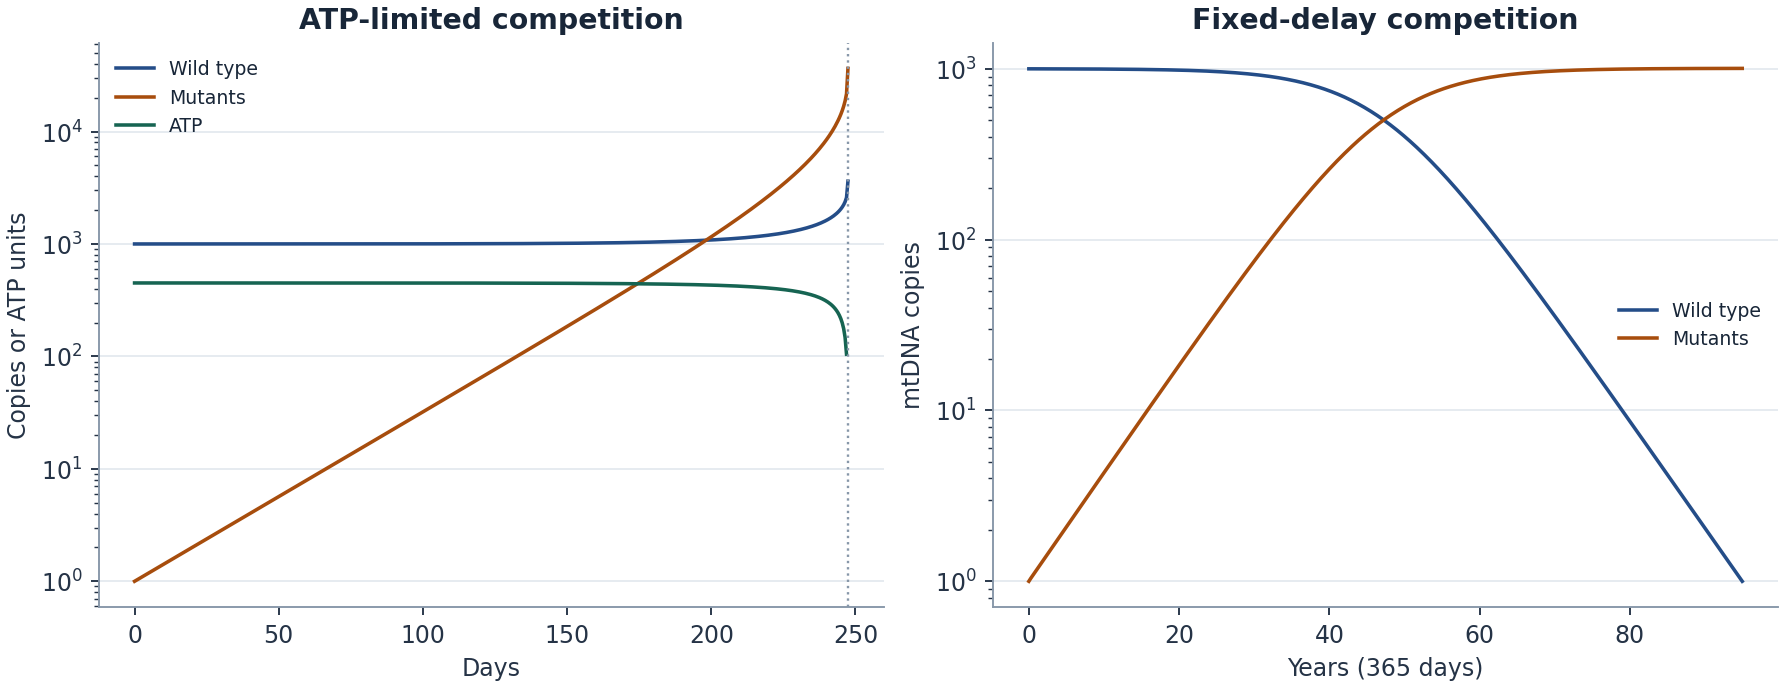 ATP-limited competition
Wild type
Mutants
ATP
Copies or ATP units
10^4
10^3
10^2
10^1
10^0
0 50 100 150 200 250
Days
Fixed-delay competition
mtDNA copies
10^3
10^2
10^1
10^0
Wild type
Mutants
0 20 40 60 80
Years (365 days)